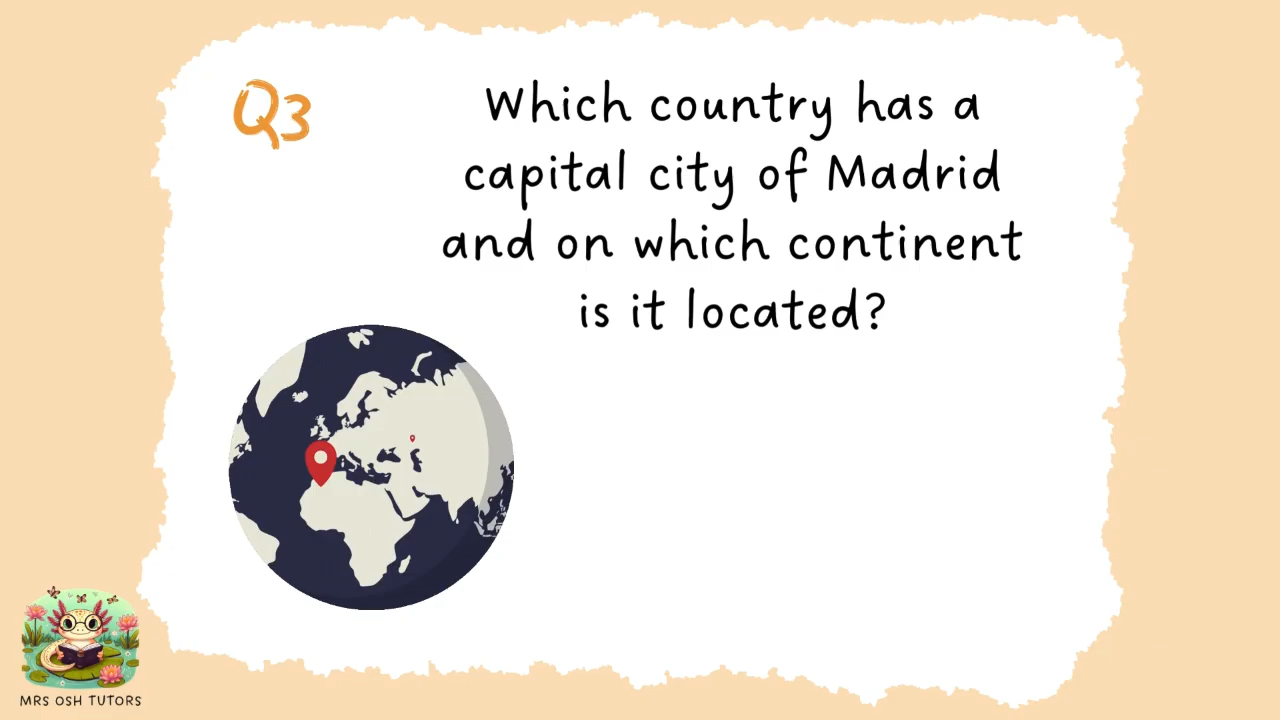 Q3
Which country has a
capital city of Madrid
and on which continent
is it located?
MRS OSH TUTORS